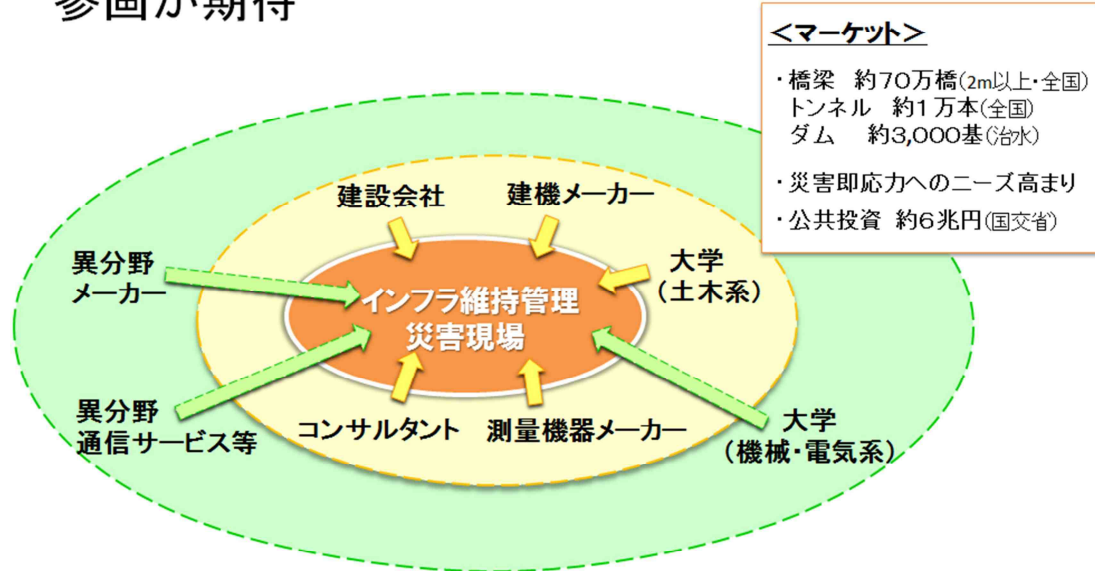 参画が期待
<マーケット>
・橋梁 約70万橋(2m以上・全国)
トンネル 約1万本(全国)
ダム 約3,000基(治水)
・災害即応力へのニーズ高まり
・公共投資 約6兆円(国交省)
建設会社
建機メーカー
異分野
メーカー
大学
(土木系)
インフラ維持管理
災害現場
異分野
通信サービス等
コンサルタント
測量機器メーカー
大学
(機械・電気系)